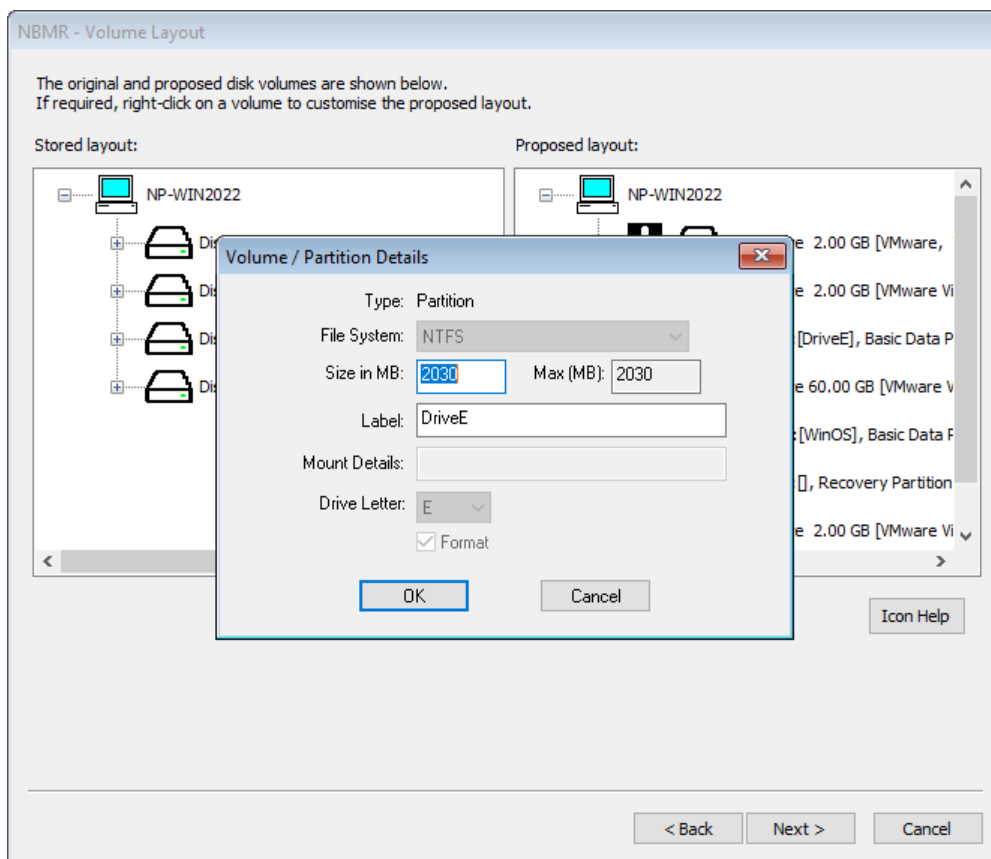 NBMR - Volume Layout
The original and proposed disk volumes are shown below.
If required, right-click on a volume to customise the proposed layout.
Stored layout:
Proposed layout:
NP-WIN2022
NP-WIN2022
2.00 GB [VMware,
2.00 GB [VMware Vi
[DriveE], Basic Data P
60.00 GB [VMware V
[WinOS], Basic Data
[], Recovery Partition
2.00 GB [VMware Vi
Volume / Partition Details
Type: Partition
File System: NTFS
Size in MB: 2030 Max (MB): 2030
Label: DriveE
Mount Details:
Drive Letter: E
Format
OK Cancel
Icon Help
< Back Next > Cancel